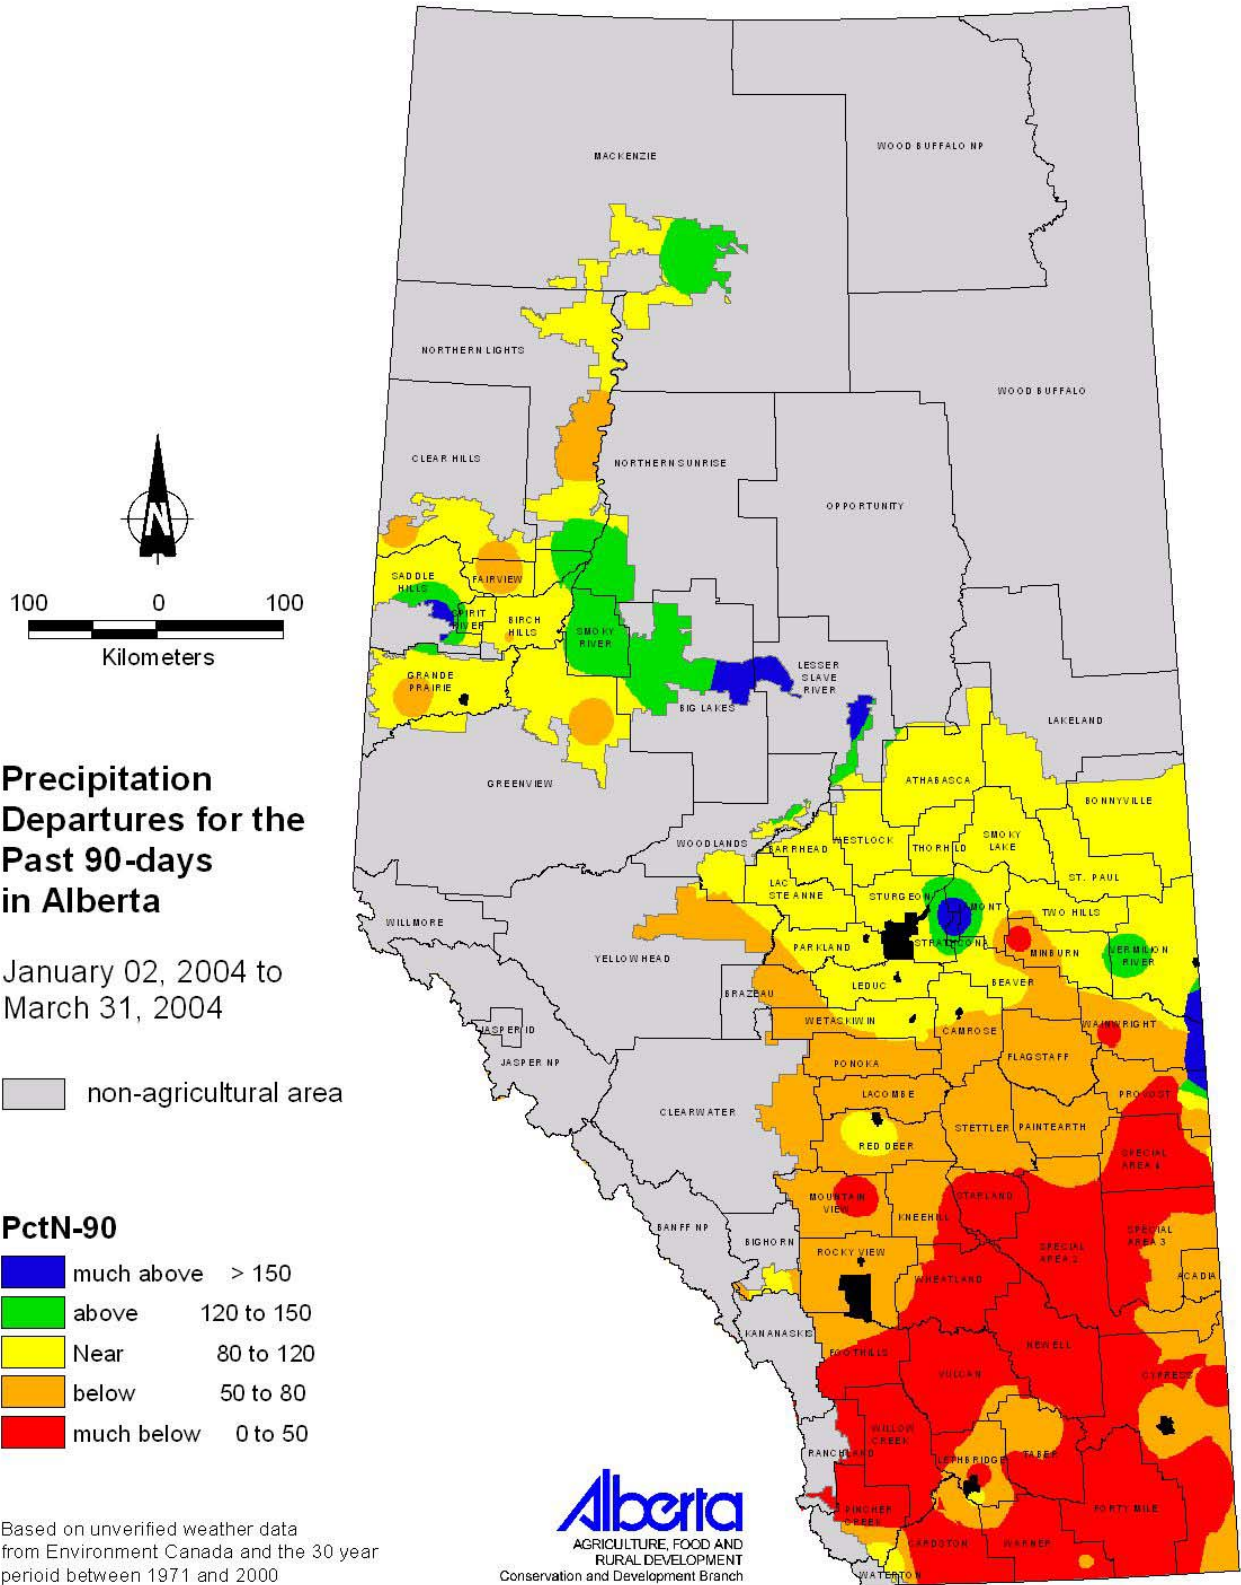 MACKENZIE
WOOD BUFFALO NP
NORTHERN LIGHTS
WOOD BUFFALO
CLEAR HILLS
NORTHERN SUNRISE
OPPORTUNITY
N
SADDLE
HILLS
FAIRVIEW
100 0 100
Kilometers
SPIRIT
RIVER
BIRCH
HILLS
SMOKY
RIVER
LESSER
SLAVE
RIVER
GRANDE
PRAIRIE
BIG LAKES
LAKELAND
Precipitation
Departures for the
Past 90-days
in Alberta
January 02, 2004 to
March 31, 2004
non-agricultural area
GREENVIEW
ATHABASCA
BONNYVILLE
WOODLANDS
BARRHEAD
WESTLOCK
THORHILD
SMOKY
LAKE
ST. PAUL
LAC
STE ANNE
STURGEON
LAMONT
TWO HILLS
WILLMORE
PARKLAND
STRATHCONA
MINBURN
VERMILION
RIVER
YELLOWHEAD
BRAZEAU
LEDUC
BEAVER
WETASKIWIN
CAMROSE
WAINWRIGHT
JASPER ID
JASPER NP
PONOKA
FLAGSTAFF
LACOMBE
PROVOST
CLEARWATER
RED DEER
STETTLER
PAINTEARTH
SPECIAL
AREA 4
MOUNTAIN
VIEW
STARLAND
KNEEHILL
BANFF NP
BIGHORN
ROCKY VIEW
SPECIAL
AREA 2
SPECIAL
AREA 3
ACADIA
WHEATLAND
KANANASKIS
FOOTHILLS
NEWELL
VULCAN
CYPRESS
WILLOW
CREEK
RANCHLAND
LETHBRIDGE
TABER
PINCHER
CREEK
FORTY MILE
CARDSTON
WARNER
WATERTON
PctN-90
much above > 150
above 120 to 150
Near 80 to 120
below 50 to 80
much below 0 to 50
Based on unverified weather data
from Environment Canada and the 30 year
perioid between 1971 and 2000
Alberta
AGRICULTURE, FOOD AND
RURAL DEVELOPMENT
Conservation and Development Branch